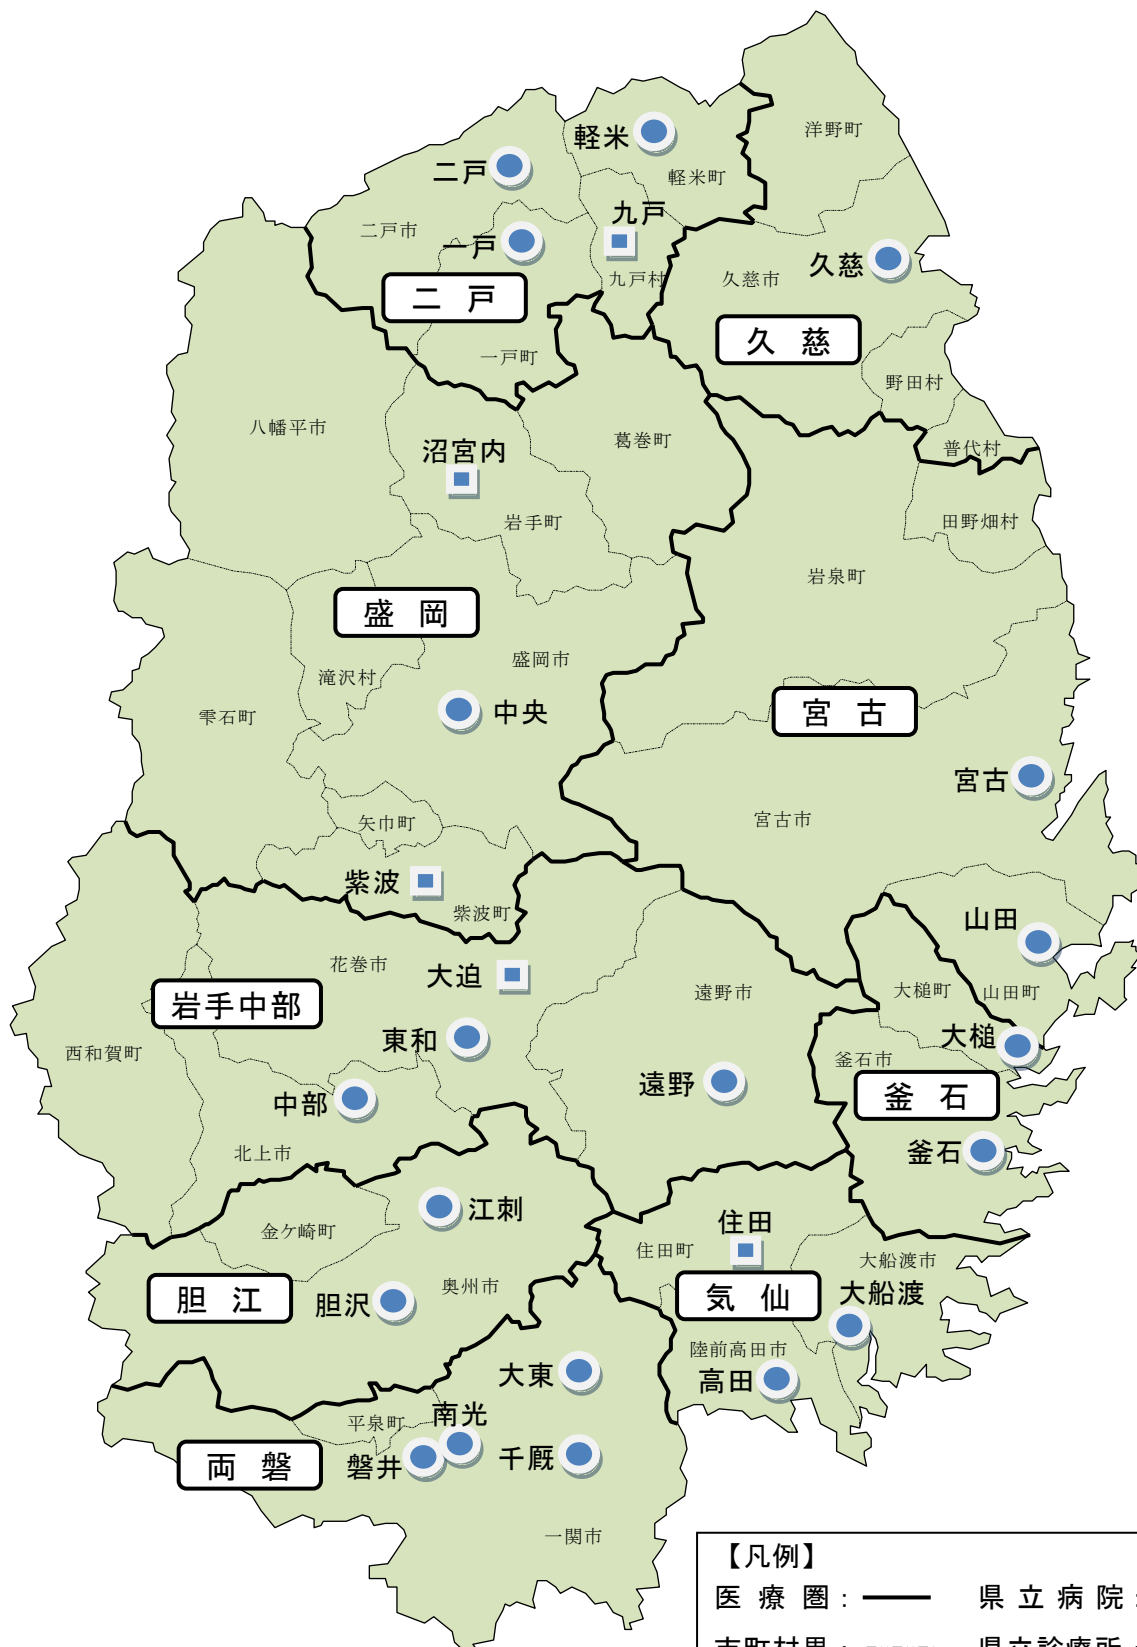 洋野町
軽米
軽米町
二戸
九戸
二戸市
一戸
久慈
九戸村
久慈市
二 戸
久 慈
一戸町
野田村
八幡平市
葛巻町
普代村
沼宮内
岩手町
田野畑村
岩泉町
盛 岡
盛岡市
滝沢村
雫石町
中央
宮 古
宮古
矢巾町
宮古市
紫波
紫波町
山田
花巻市
大迫
遠野市
大槌町
山田町
岩手中部
東和
大槌
西和賀町
釜石市
中部
遠野
釜 石
北上市
釜石
江刺
住田
金ケ崎町
住田町
大船渡市
胆 江
胆沢
奥州市
気 仙
大船渡
陸前高田市
大東
高田
平泉町
南光
両 磐
磐井
千厩
一関市
【凡例】
医 療 圏 :
県 立 病 院 :